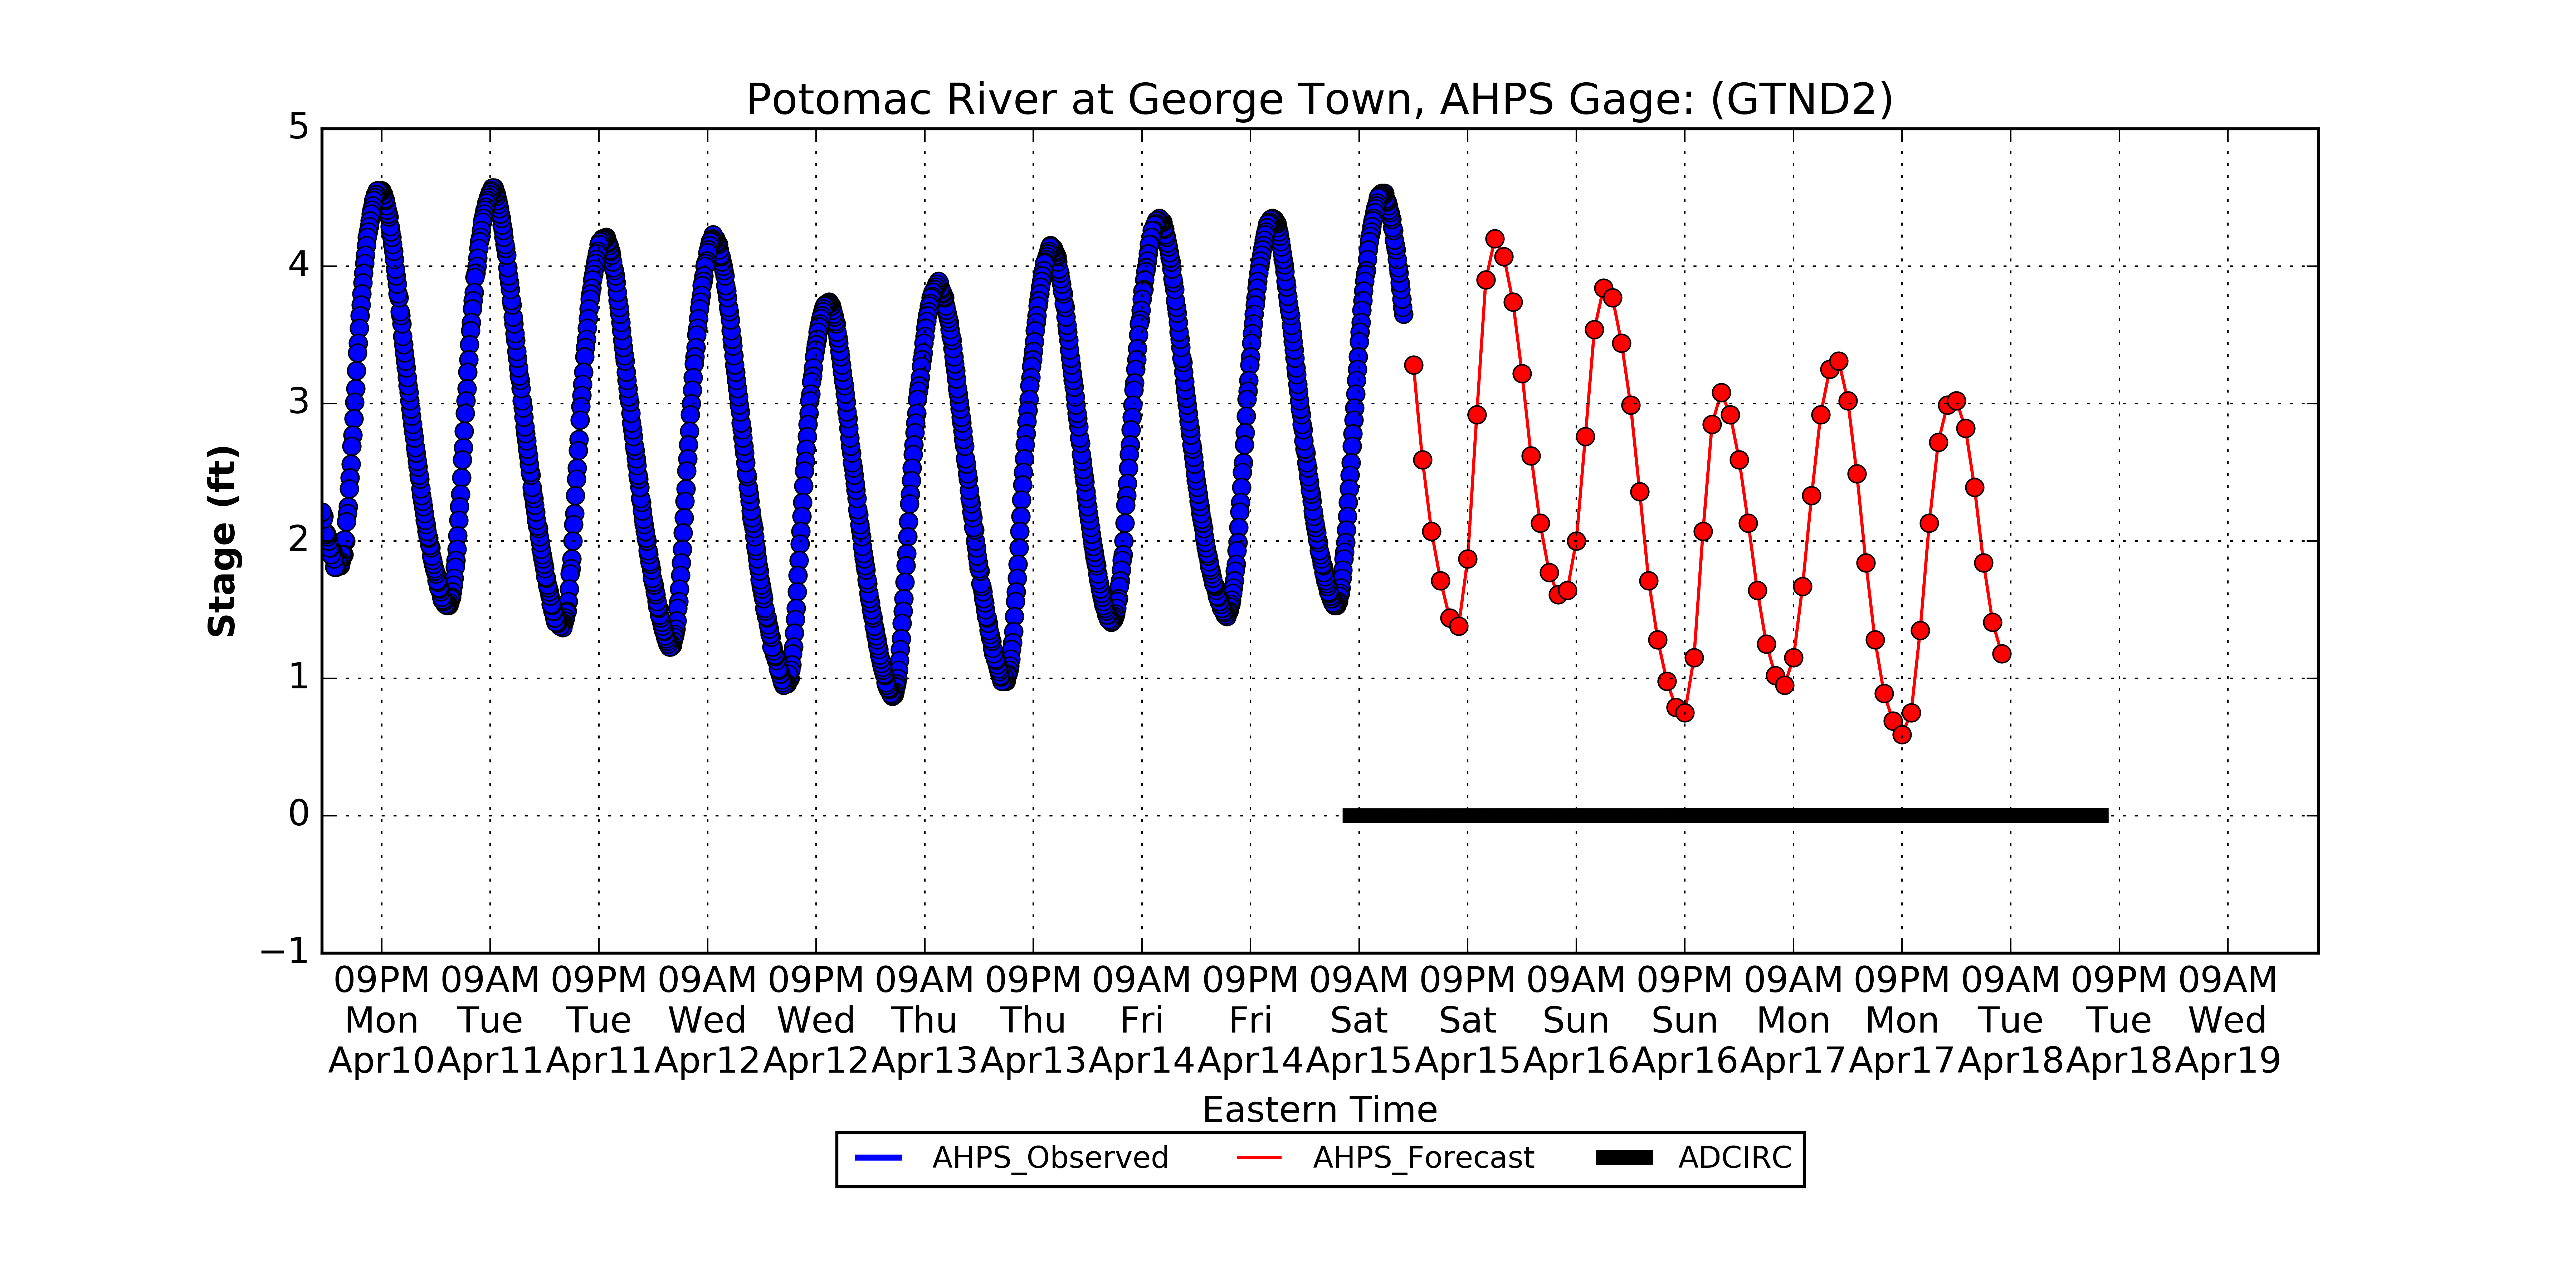 Potomac River at George Town, AHPS Gage: (GTND2)
5
4
3
2
1
0
−1
Stage (ft)
09PM 09AM 09PM 09AM 09PM 09AM 09PM 09AM 09PM 09AM 09PM 09AM 09PM 09AM 09PM 09AM 09PM 09AM
Mon Tue Tue Wed Wed Thu Thu Fri Fri Sat Sat Sun Sun Mon Mon Tue Tue Wed
Apr10 Apr11 Apr11 Apr12 Apr12 Apr13 Apr13 Apr14 Apr14 Apr15 Apr15 Apr16 Apr16 Apr17 Apr17 Apr18 Apr18 Apr19
Eastern Time
AHPS_Observed AHPS_Forecast ADCIRC